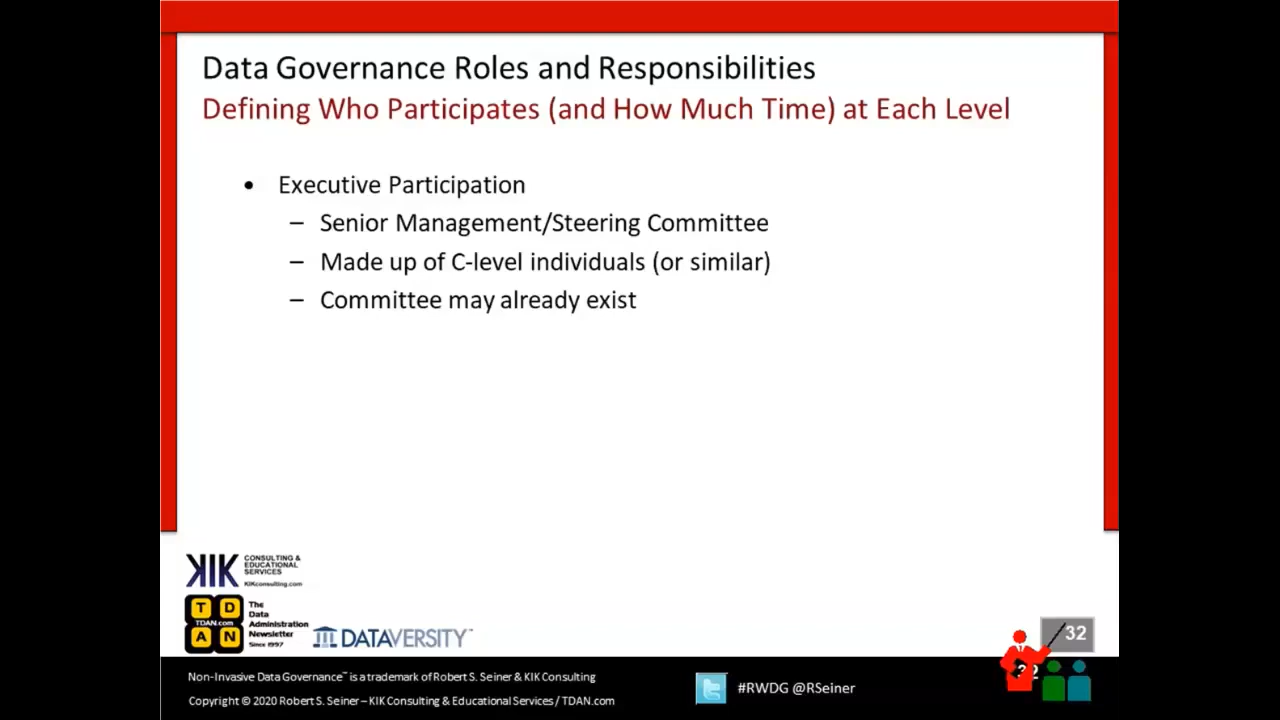 Data Governance Roles and Responsibilities
Defining Who Participates (and How Much Time) at Each Level
• Executive Participation
– Senior Management/Steering Committee
– Made up of C-level individuals (or similar)
– Committee may already exist
KIK CONSULTING & EDUCATIONAL SERVICES
KIKconsulting.com
T D
TDAN.com
A N
The
Data
Administration
Newsletter
Since 1997
DATAVERSITY™
32
32
Non-Invasive Data Governance™ is a trademark of Robert S. Seiner & KIK Consulting
Copyright © 2020 Robert S. Seiner – KIK Consulting & Educational Services / TDAN.com
#RWDG @RSeiner